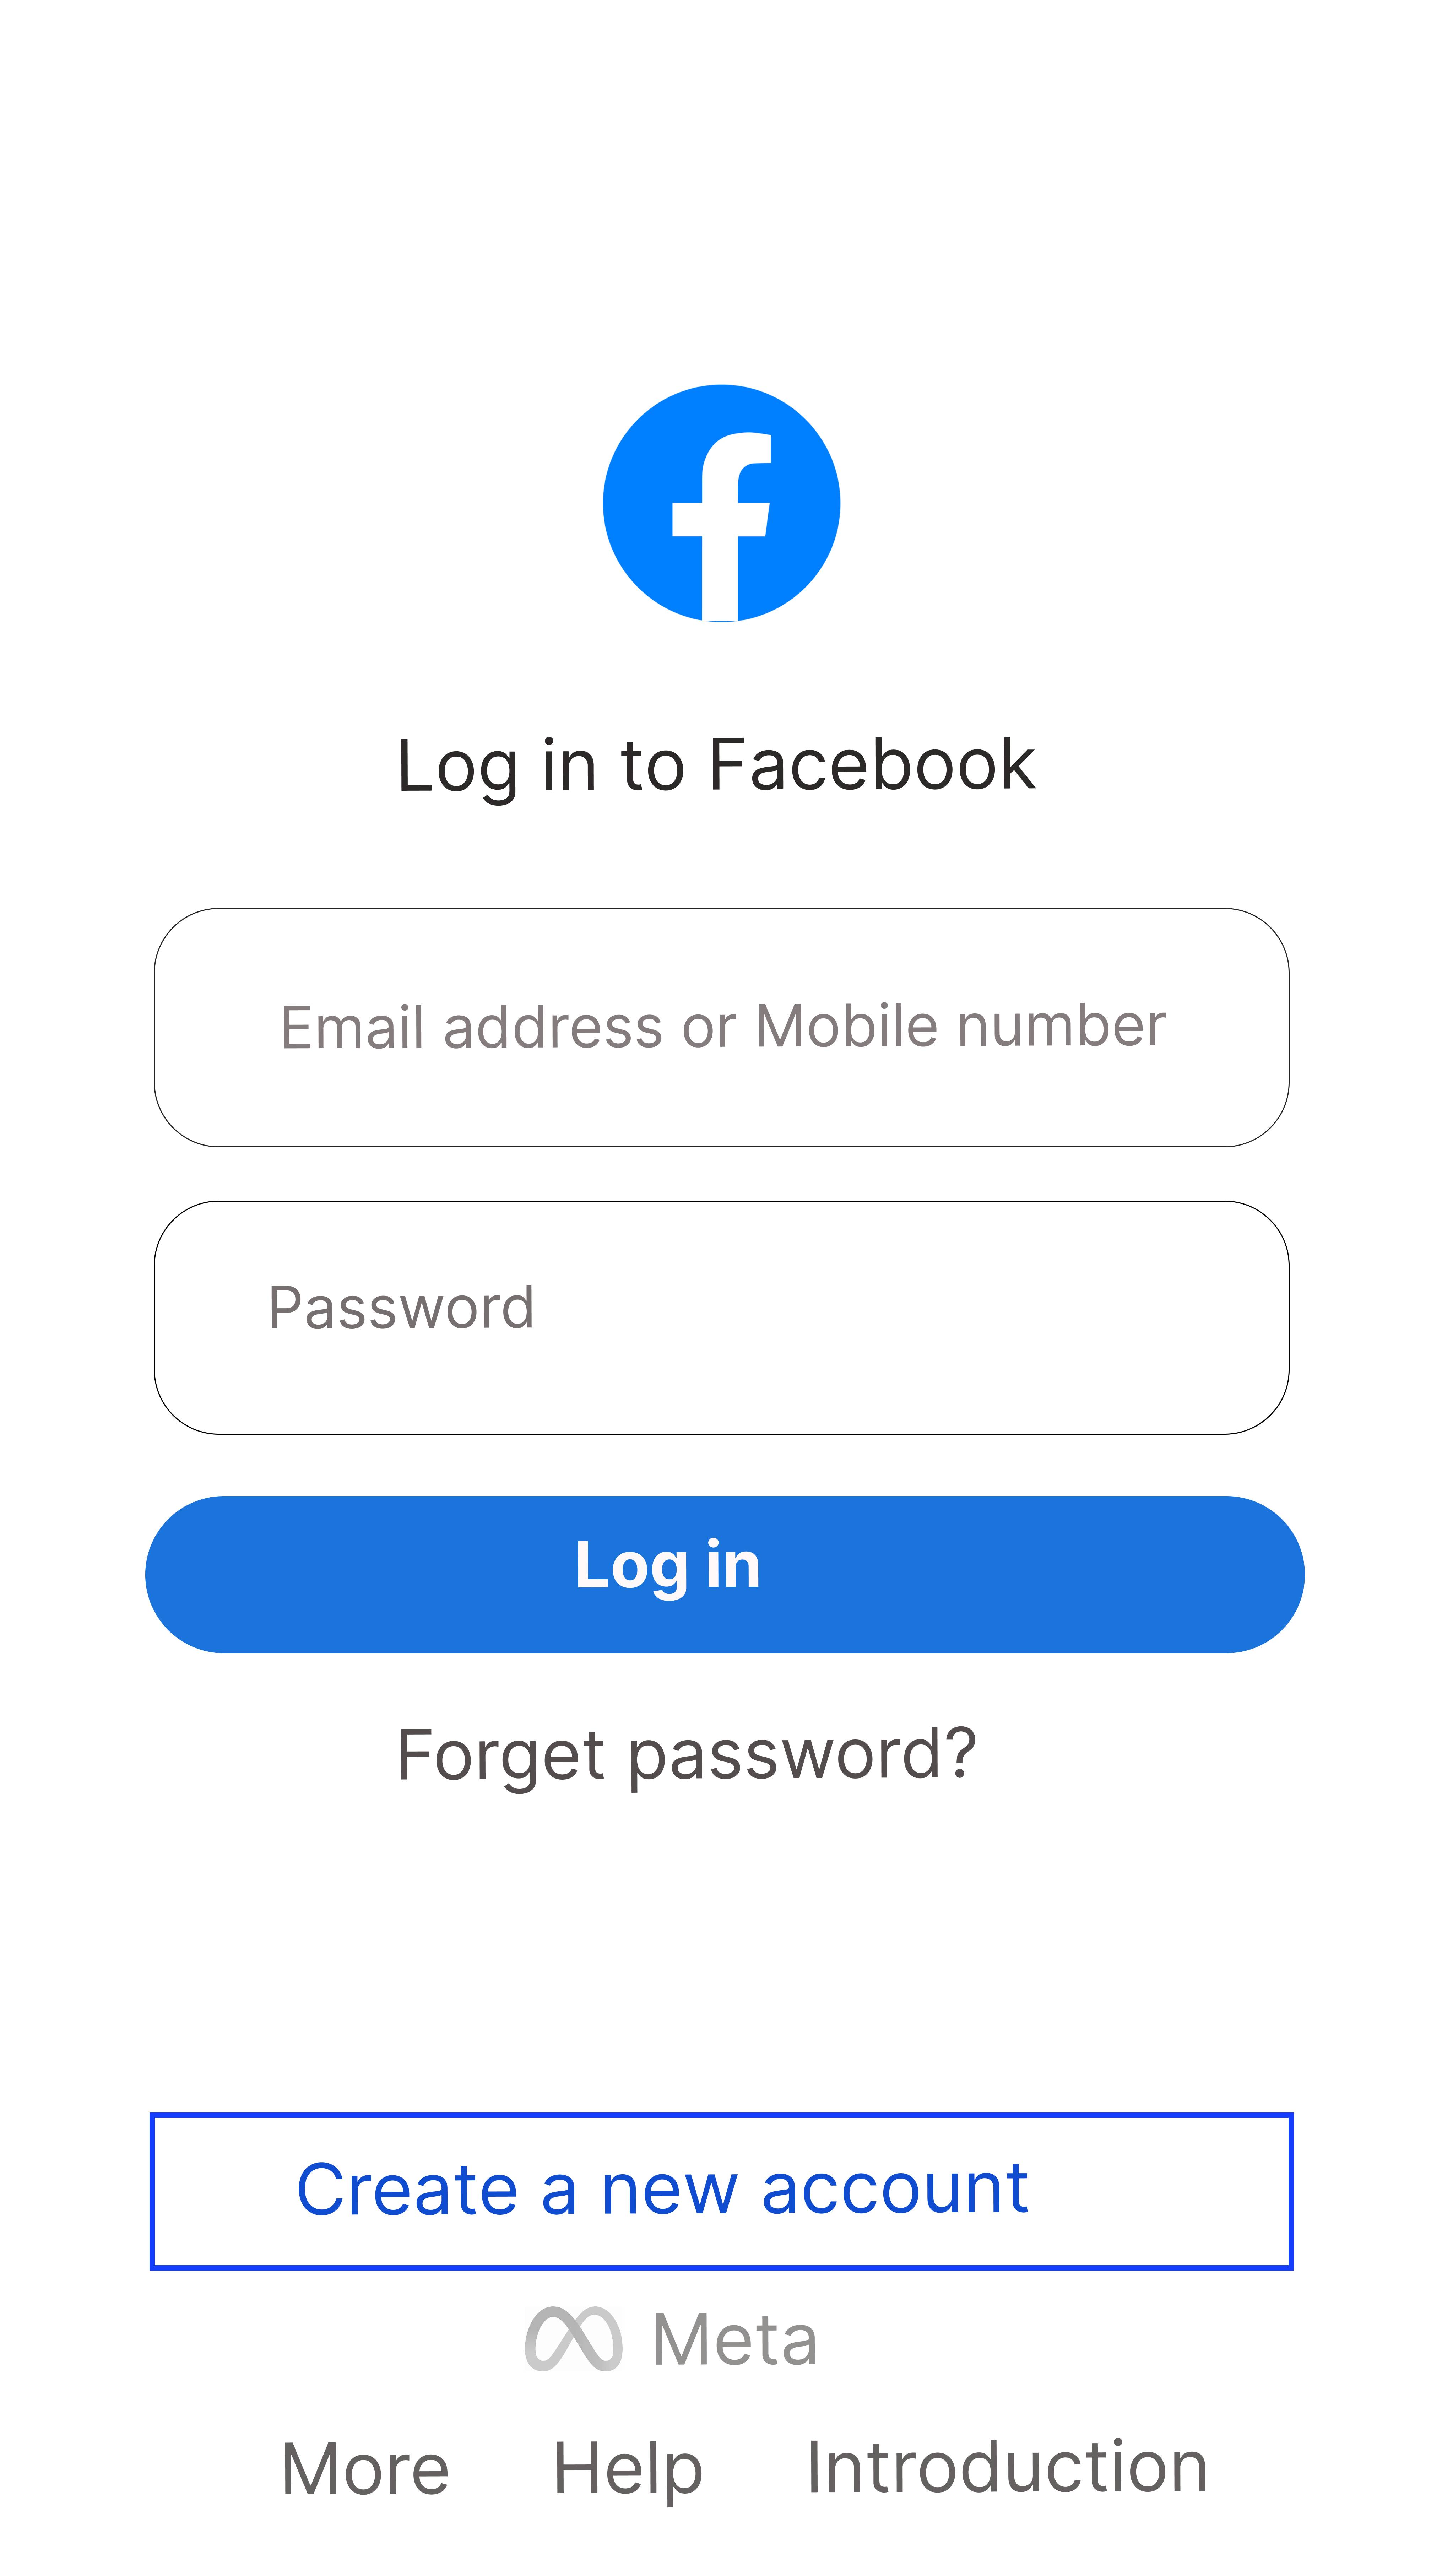 Log in to Facebook
Email address or Mobile number
Password
Log in
Forget password?
Create a new account
Meta
More Help Introduction